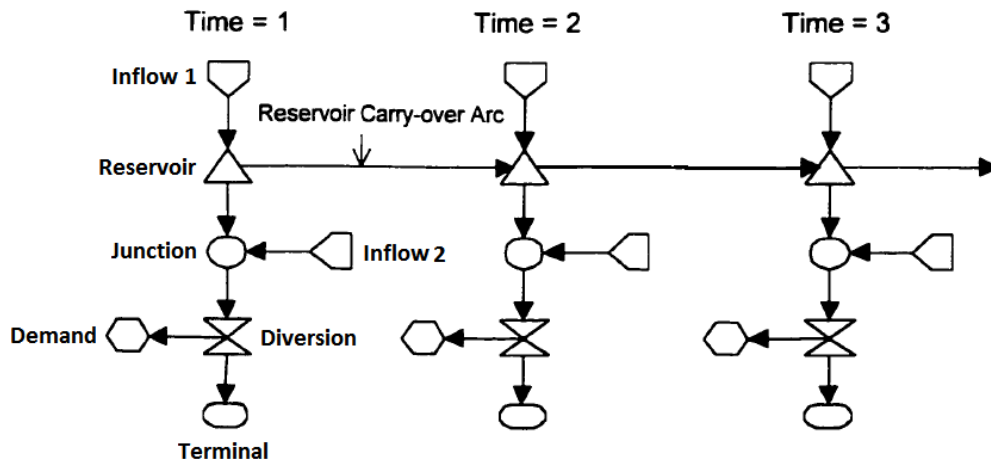 Time = 1 Time = 2 Time = 3
Inflow 1
Reservoir Carry-over Arc
Reservoir
Junction Inflow 2
Demand Diversion
Terminal